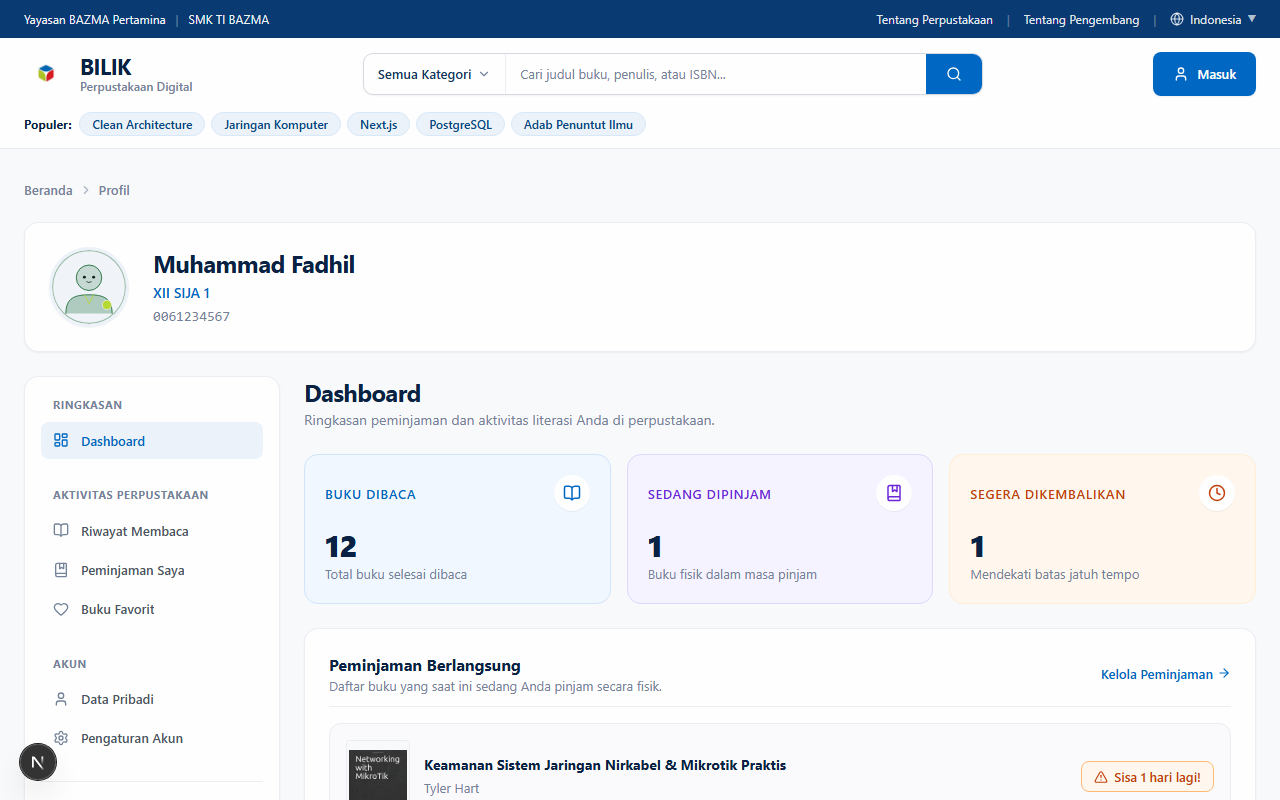 Yayasan BAZMA Pertamina | SMK TI BAZMA
Tentang Perpustakaan | Tentang Pengembang | Indonesia ▼
BILIK
Perpustakaan Digital
Semua Kategori
Cari judul buku, penulis, atau ISBN...
Masuk
Populer: Clean Architecture Jaringan Komputer Next.js PostgreSQL Adab Penuntut Ilmu
Beranda > Profil
Muhammad Fadhil
XII SIJA 1
0061234567
RINGKASAN
Dashboard
AKTIVITAS PERPUSTAKAAN
Riwayat Membaca
Peminjaman Saya
Buku Favorit
AKUN
Data Pribadi
Pengaturan Akun
N
Dashboard
Ringkasan peminjaman dan aktivitas literasi Anda di perpustakaan.
BUKU DIBACA
12
Total buku selesai dibaca
SEDANG DIPINJAM
1
Buku fisik dalam masa pinjam
SEGERA DIKEMBALIKAN
1
Mendekati batas jatuh tempo
Peminjaman Berlangsung
Daftar buku yang saat ini sedang Anda pinjam secara fisik.
Kelola Peminjaman →
Networking
with
MikroTik
Keamanan Sistem Jaringan Nirkabel & Mikrotik Praktis
Tyler Hart
Sisa 1 hari lagi!